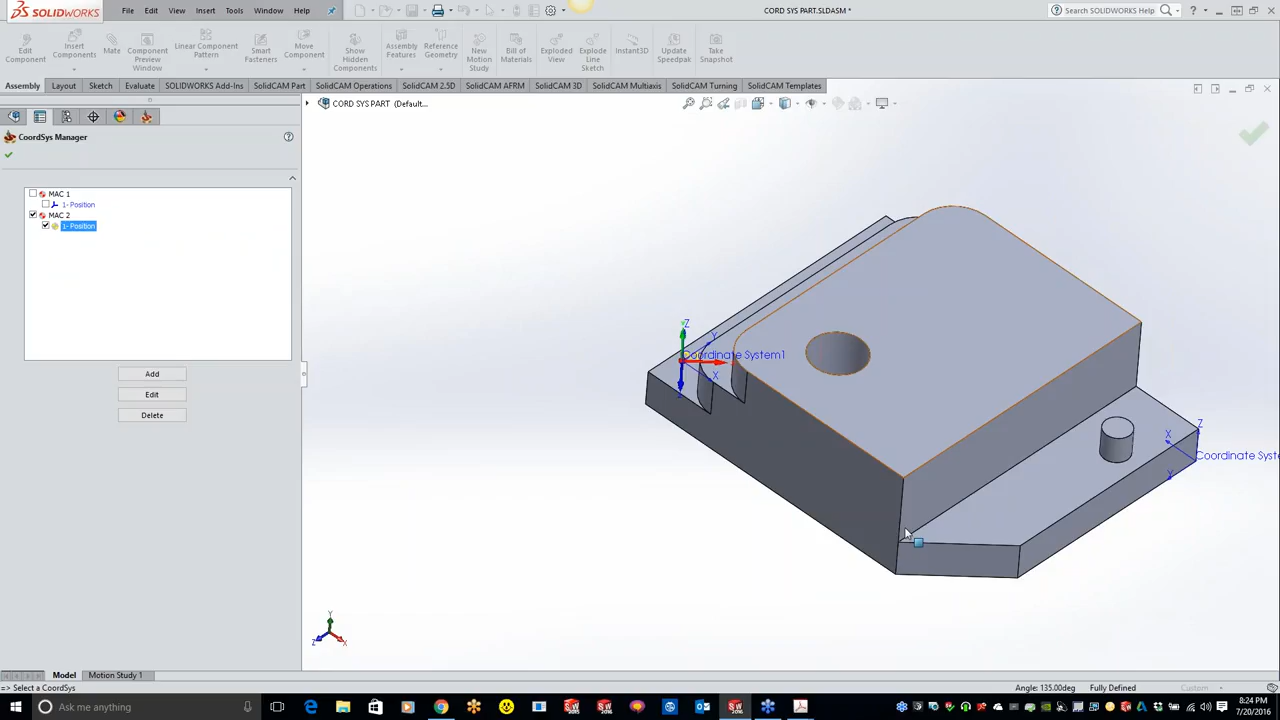 SOLIDWORKS
File Edit View Insert Tools Window Help
CORD SYS PART.SLDASM *
Search SOLIDWORKS Help
Edit Component
Insert Components
Mate
Component Preview Window
Linear Component Pattern
Smart Fasteners
Move Component
Show Hidden Components
Assembly Features
Reference Geometry
New Motion Study
Bill of Materials
Exploded View
Explode Line Sketch
Instant3D
Update Speedpak
Take Snapshot
Assembly Layout Sketch Evaluate SOLIDWORKS Add-Ins SolidCAM Part SolidCAM Operations SolidCAM 2.5D SolidCAM AFRM SolidCAM 3D SolidCAM Multiaxis SolidCAM Turning SolidCAM Templates
CORD SYS PART (Default...
CoordSys Manager
MAC 1
1- Position
MAC 2
1- Position
Add
Edit
Delete
Z
Y
Coordinate System1
X
Z
X
Coordinate Syst
Y
Y
Z
X
Model Motion Study 1
=> Select a CoordSys
Angle: 135.00deg Fully Defined Custom
Ask me anything
8:24 PM
7/20/2016